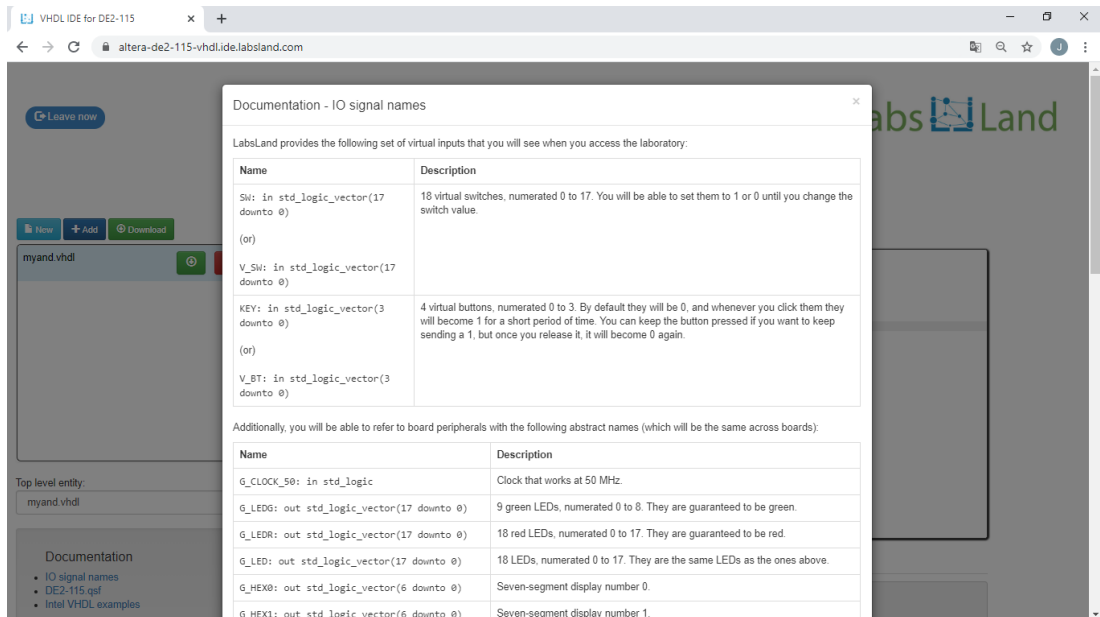 VHDL IDE for DE2-115
altera-de2-115-vhdl.ide.labsland.com
J
Leave now
abs Land
Documentation - IO signal names
×
LabsLand provides the following set of virtual inputs that you will see when you access the laboratory:
Name Description
SW: in std_logic_vector(17
downto 0)
(or)
V_SW: in std_logic_vector(17
downto 0)
18 virtual switches, numerated 0 to 17. You will be able to set them to 1 or 0 until you change the
switch value.
KEY: in std_logic_vector(3
downto 0)
(or)
V_BT: in std_logic_vector(3
downto 0)
4 virtual buttons, numerated 0 to 3. By default they will be 0, and whenever you click them they
will become 1 for a short period of time. You can keep the button pressed if you want to keep
sending a 1, but once you release it, it will become 0 again.
Additionally, you will be able to refer to board peripherals with the following abstract names (which will be the same across boards):
Name Description
G_CLOCK_50: in std_logic Clock that works at 50 MHz.
G_LEDG: out std_logic_vector(17 downto 0) 9 green LEDs, numerated 0 to 8. They are guaranteed to be green.
G_LEDR: out std_logic_vector(17 downto 0) 18 red LEDs, numerated 0 to 17. They are guaranteed to be red.
G_LED: out std_logic_vector(17 downto 0) 18 LEDs, numerated 0 to 17. They are the same LEDs as the ones above.
G_HEX0: out std_logic_vector(6 downto 0) Seven-segment display number 0.
G_HEX1: out std_logic_vector(6 downto 0) Seven-segment display number 1.
New Add Download
myand.vhdl
Top level entity:
myand.vhdl
Documentation
IO signal names
DE2-115.qsf
Intel VHDL examples